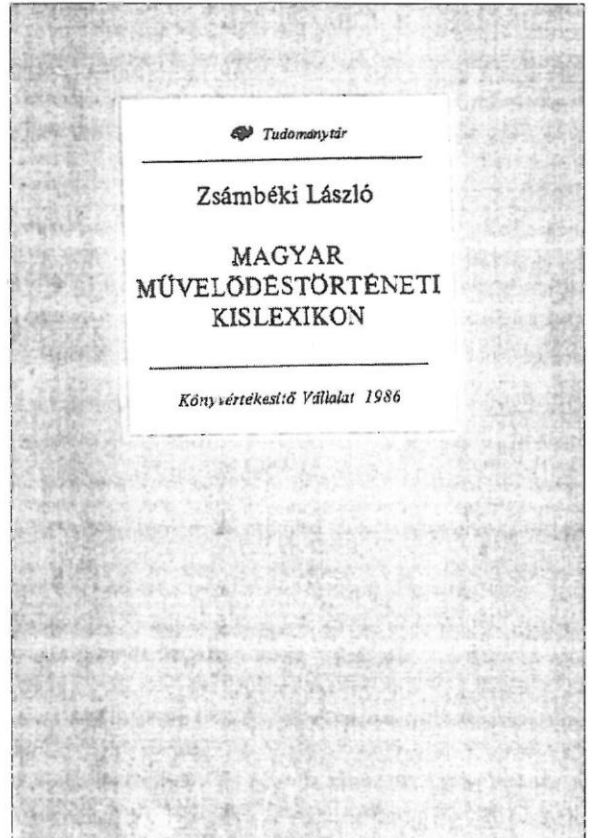 Tudománytár
Zsámbéki László
MAGYAR
MŰVELŐDÉSTÖRTÉNETI
KISLEXIKON
Könyvértékesítő Vállalat 1986